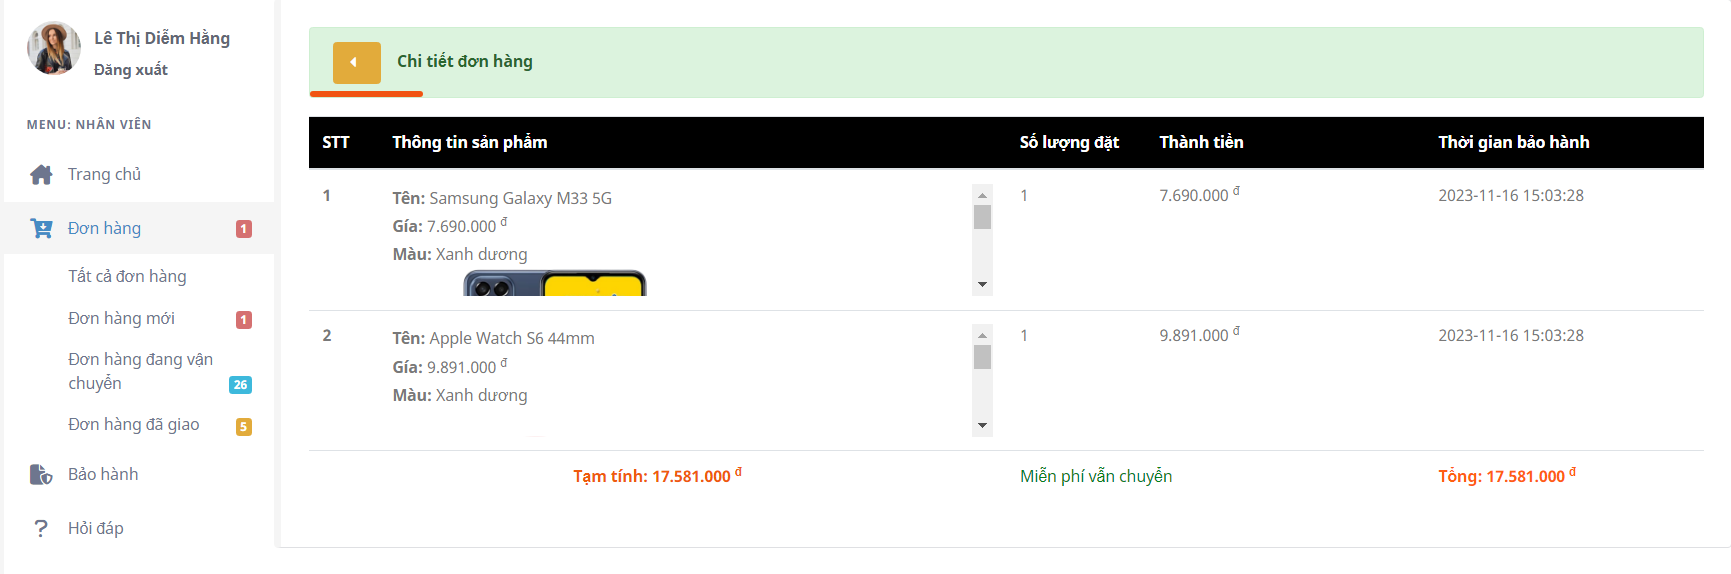 Lê Thị Diễm Hằng
Đăng xuất
MENU: NHÂN VIÊN
Trang chủ
Đơn hàng 1
Tất cả đơn hàng
Đơn hàng mới 1
Đơn hàng đang vận
chuyển 26
Đơn hàng đã giao 5
Bảo hành
Hỏi đáp
Chi tiết đơn hàng
STT Thông tin sản phẩm Số lượng đặt Thành tiền Thời gian bảo hành
1 Tên: Samsung Galaxy M33 5G 1 7.690.000 đ 2023-11-16 15:03:28
Gía: 7.690.000 đ
Màu: Xanh dương
2 Tên: Apple Watch S6 44mm 1 9.891.000 đ 2023-11-16 15:03:28
Gía: 9.891.000 đ
Màu: Xanh dương
Tạm tính: 17.581.000 đ Miễn phí vẫn chuyển Tổng: 17.581.000 đ